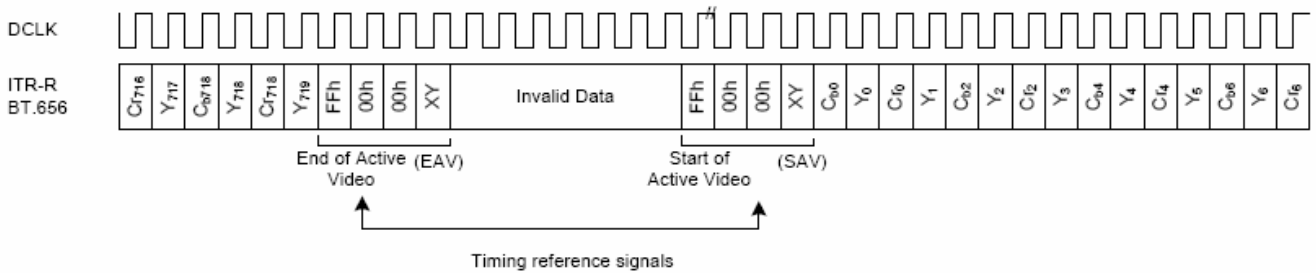 DCLK
//
ITR-R
BT.656
Cr716 Y717 Cb718 Y718 Cr718 Y719 FFh 00h 00h XY Invalid Data FFh 00h 00h XY Cb0 Y0 Cr0 Y1 Cb2 Y2 Cr2 Y3 Cb4 Y4 Cr4 Y5 Cb6 Y6 Cr6
End of Active (EAV)
Video
Start of (SAV)
Active Video
Timing reference signals